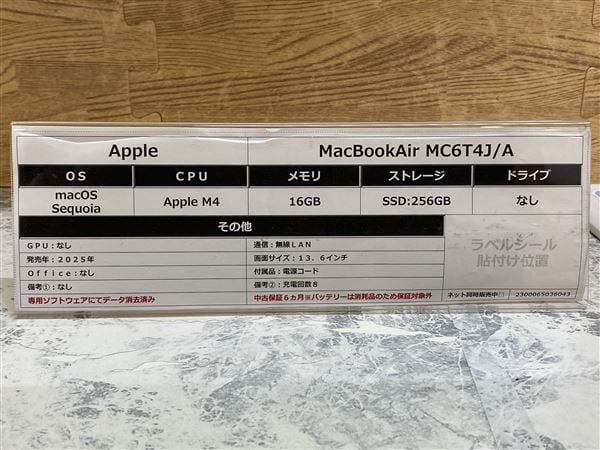 Apple MacBookAir MC6T4J/A
OS CPU メモリ ストレージ ドライブ
macOS Sequoia Apple M4 16GB SSD:256GB なし
その他
GPU:なし 通信:無線LAN
発売年:2025年 画面サイズ:13.6インチ
Office:なし 付属品:電源コード
備考①:なし 備考②:充電回数8
専用ソフトウェアにてデータ消去済み 中古保証6ヵ月※バッテリーは消耗品のため保証対象外
ラベルシール
貼付け位置
ネット同時販売中□ 2300065036043